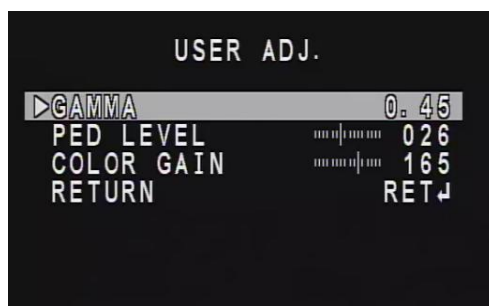 USER ADJ.
GAMMA 0.45
PED LEVEL 026
COLOR GAIN 165
RETURN RET↲